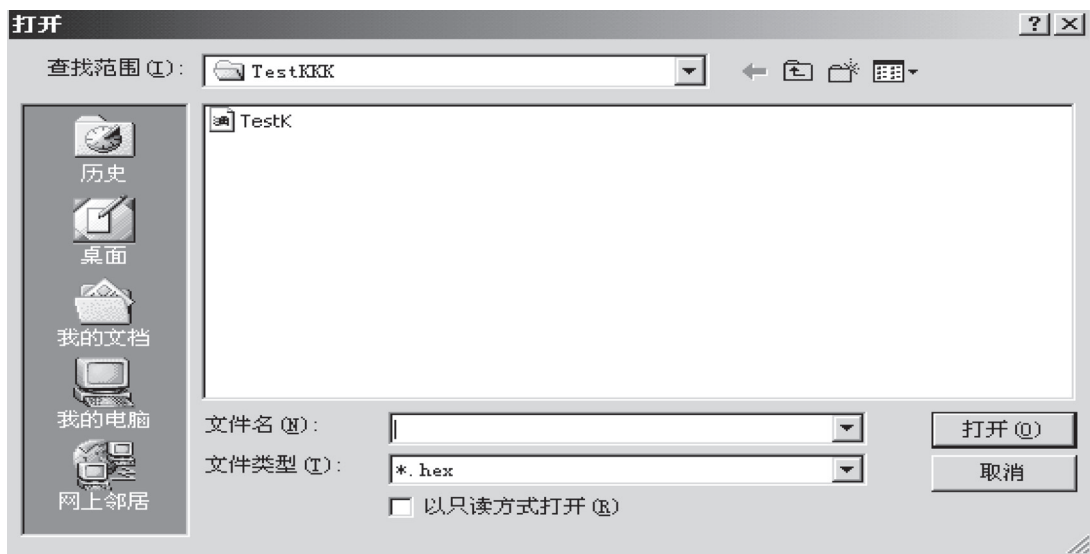 打开
查找范围(I): TestKKK
TestK
历史
桌面
我的文档
我的电脑
网上邻居
文件名(N): 打开(O)
文件类型(T): *.hex 取消
以只读方式打开(R)